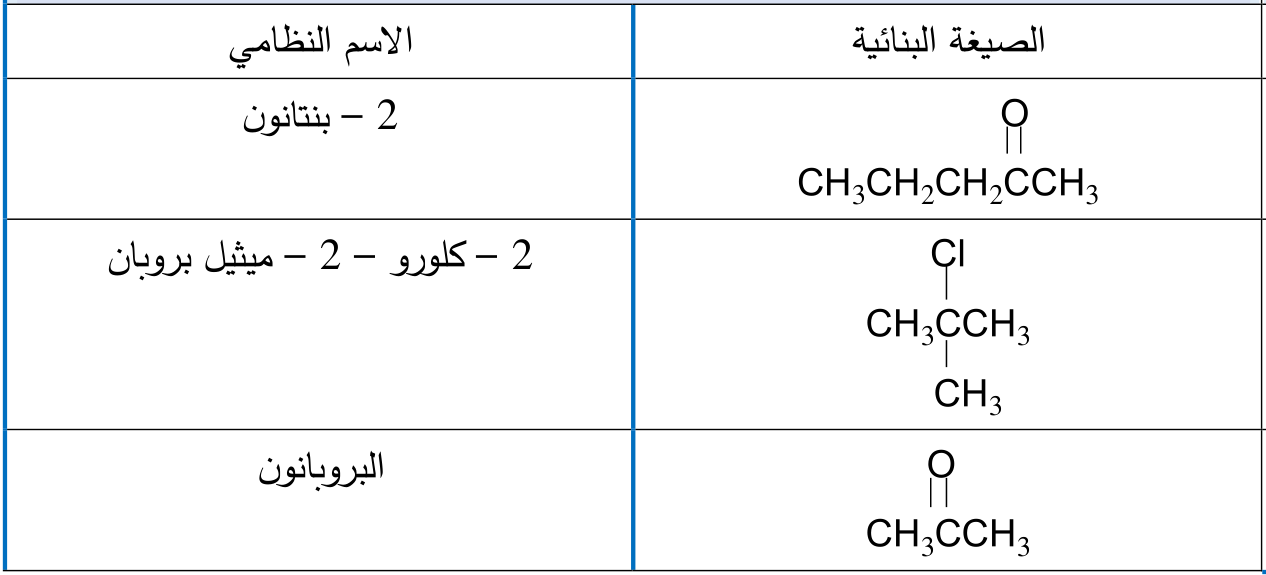 الصيغة البنائية
الاسم النظامي
O
CH₃CH₂CH₂CCH₃
2 – بنتانون
Cl
CH₃CCH₃
CH₃
2 – كلورو – 2 – ميثيل بروبان
O
CH₃CCH₃
البروبانون